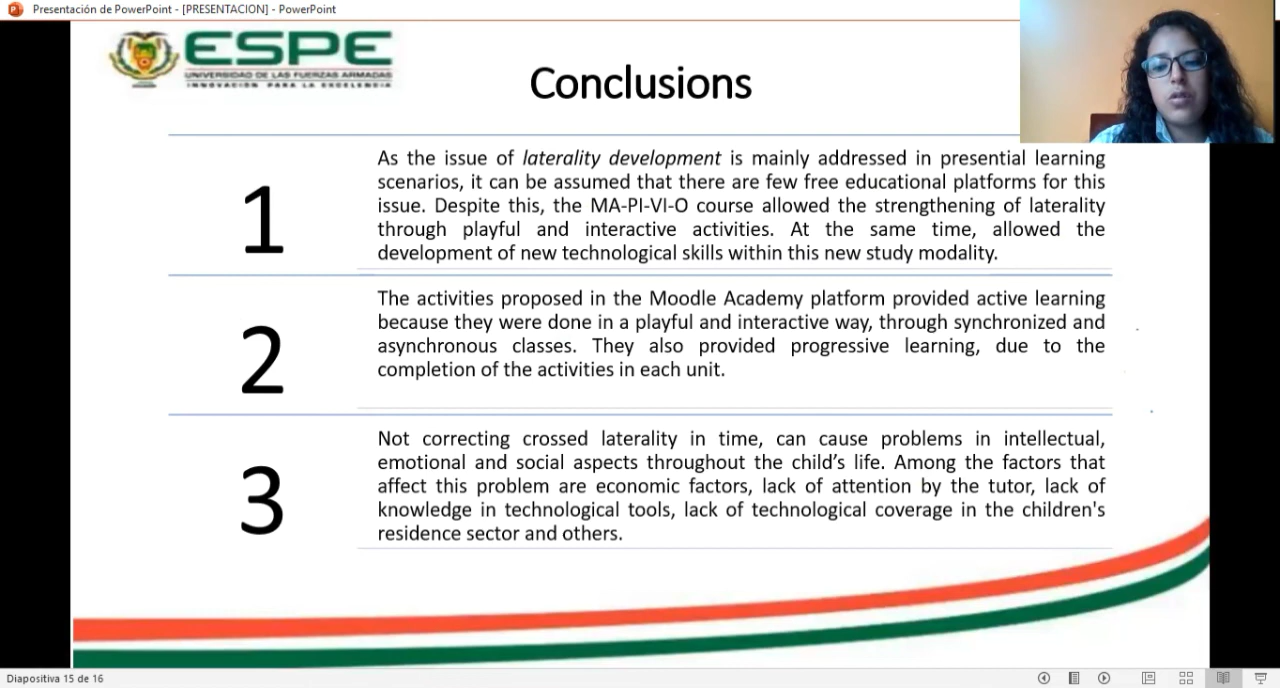 Presentación de PowerPoint - [PRESENTACION] - PowerPoint
ESPE
UNIVERSIDAD DE LAS FUERZAS ARMADAS
INNOVACIÓN PARA LA EXCELENCIA
Conclusions
1
As the issue of laterality development is mainly addressed in presential learning
scenarios, it can be assumed that there are few free educational platforms for this
issue. Despite this, the MA-PI-VI-O course allowed the strengthening of laterality
through playful and interactive activities. At the same time, allowed the
development of new technological skills within this new study modality.
2
The activities proposed in the Moodle Academy platform provided active learning
because they were done in a playful and interactive way, through synchronized and
asynchronous classes. They also provided progressive learning, due to the
completion of the activities in each unit.
3
Not correcting crossed laterality in time, can cause problems in intellectual,
emotional and social aspects throughout the child’s life. Among the factors that
affect this problem are economic factors, lack of attention by the tutor, lack of
knowledge in technological tools, lack of technological coverage in the children's
residence sector and others.
Diapositiva 15 de 16